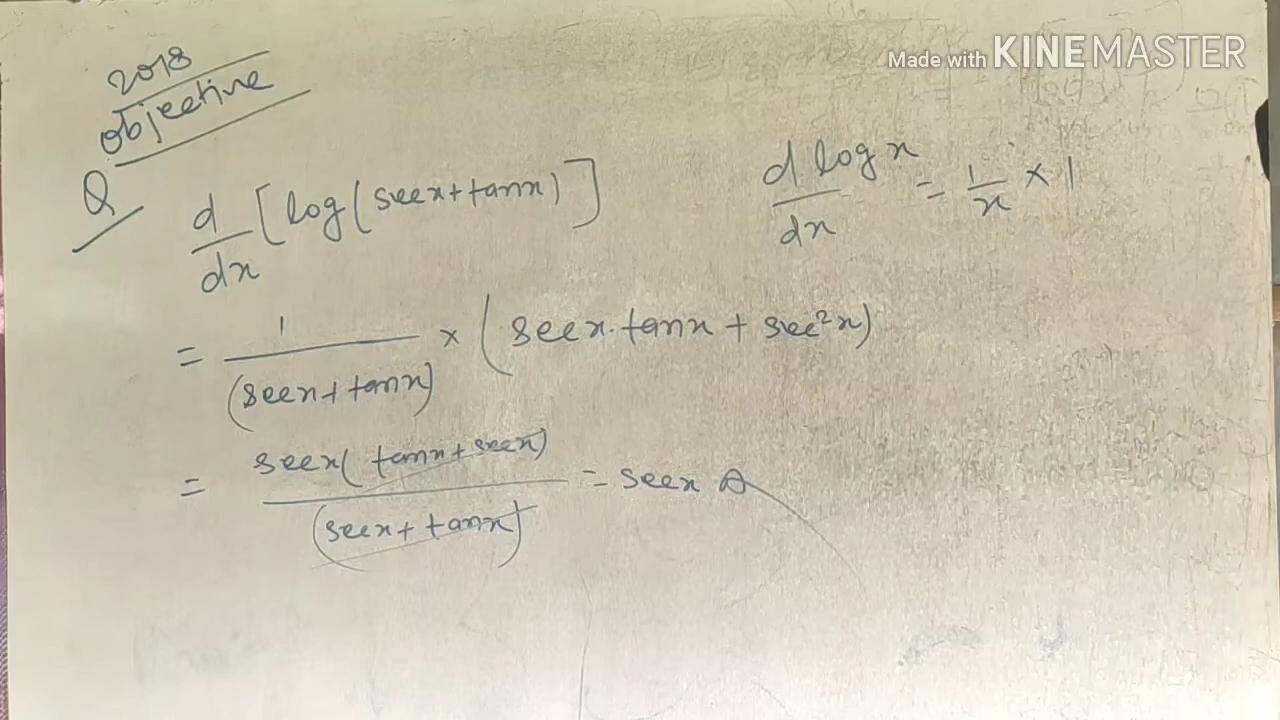 Made with KINEMASTER
2018
Objective
Q
d/dx [log(secx+tanx)]
d logx/dx = 1/x × 1
= 1/(secx+tanx) × (secx.tanx + sec²x)
= secx(tanx+secx)/(secx+tanx) = secx A